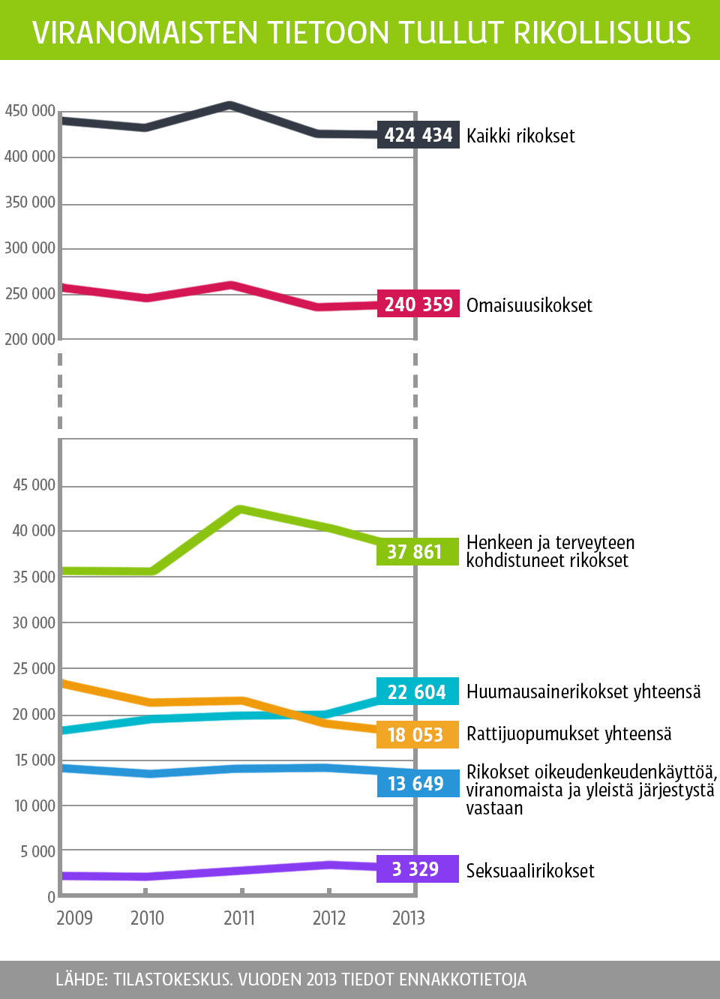 VIRANOMAISTEN TIETOON TULLUT RIKOLLISUUS
450 000
400 000
350 000
300 000
250 000
200 000
424 434 Kaikki rikokset
240 359 Omaisuusikokset
45 000
40 000
35 000
30 000
25 000
20 000
15 000
10 000
5 000
0
37 861 Henkeen ja terveyteen
kohdistuneet rikokset
22 604 Huumausainerikokset yhteensä
18 053 Rattijuopumukset yhteensä
13 649 Rikokset oikeudenkeudenkäyttöä,
viranomaista ja yleistä järjestystä
vastaan
3 329 Seksuaalirikokset
2009 2010 2011 2012 2013
LÄHDE: TILASTOKESKUS. VUODEN 2013 TIEDOT ENNAKKOTIETOJA